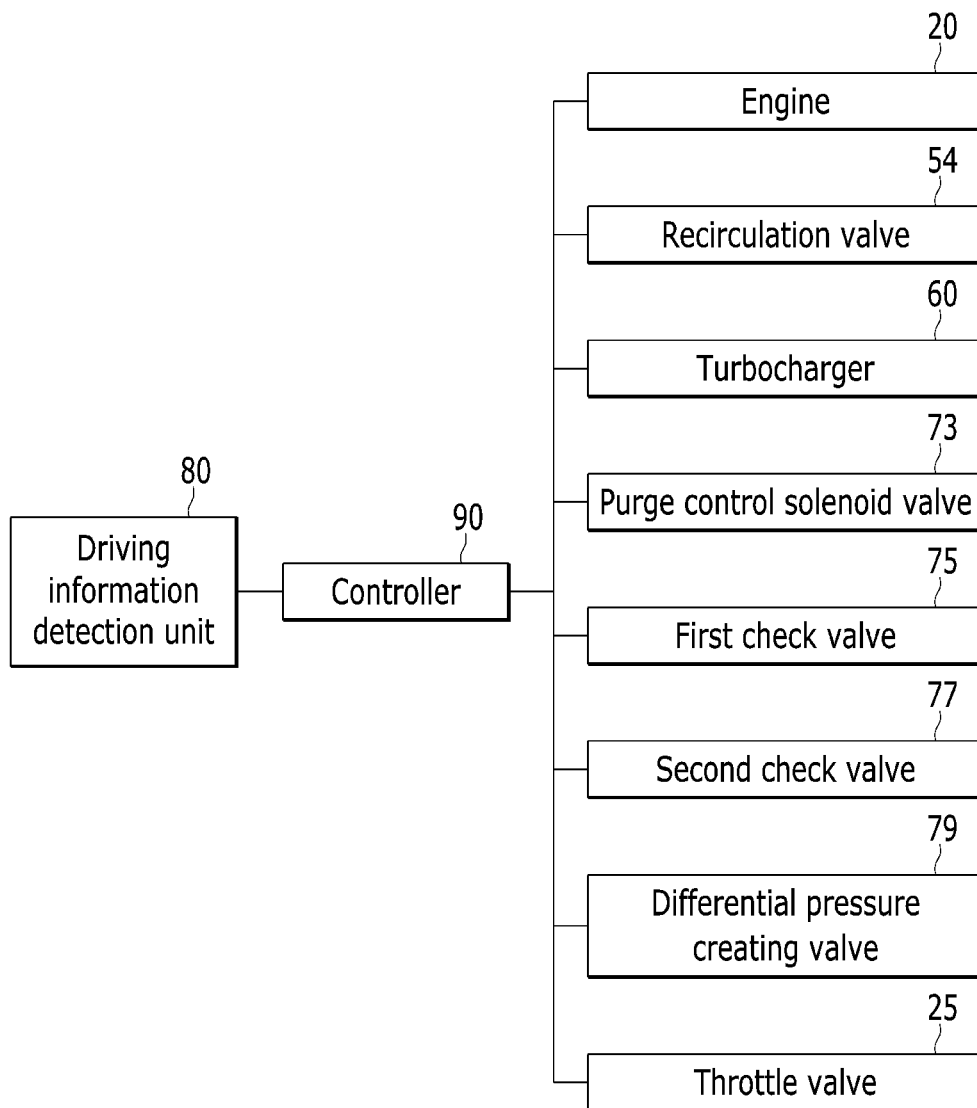 20
Engine
54
Recirculation valve
60
Turbocharger
73
Purge control solenoid valve
80
Driving
information
detection unit
90
Controller
75
First check valve
77
Second check valve
79
Differential pressure
creating valve
25
Throttle valve